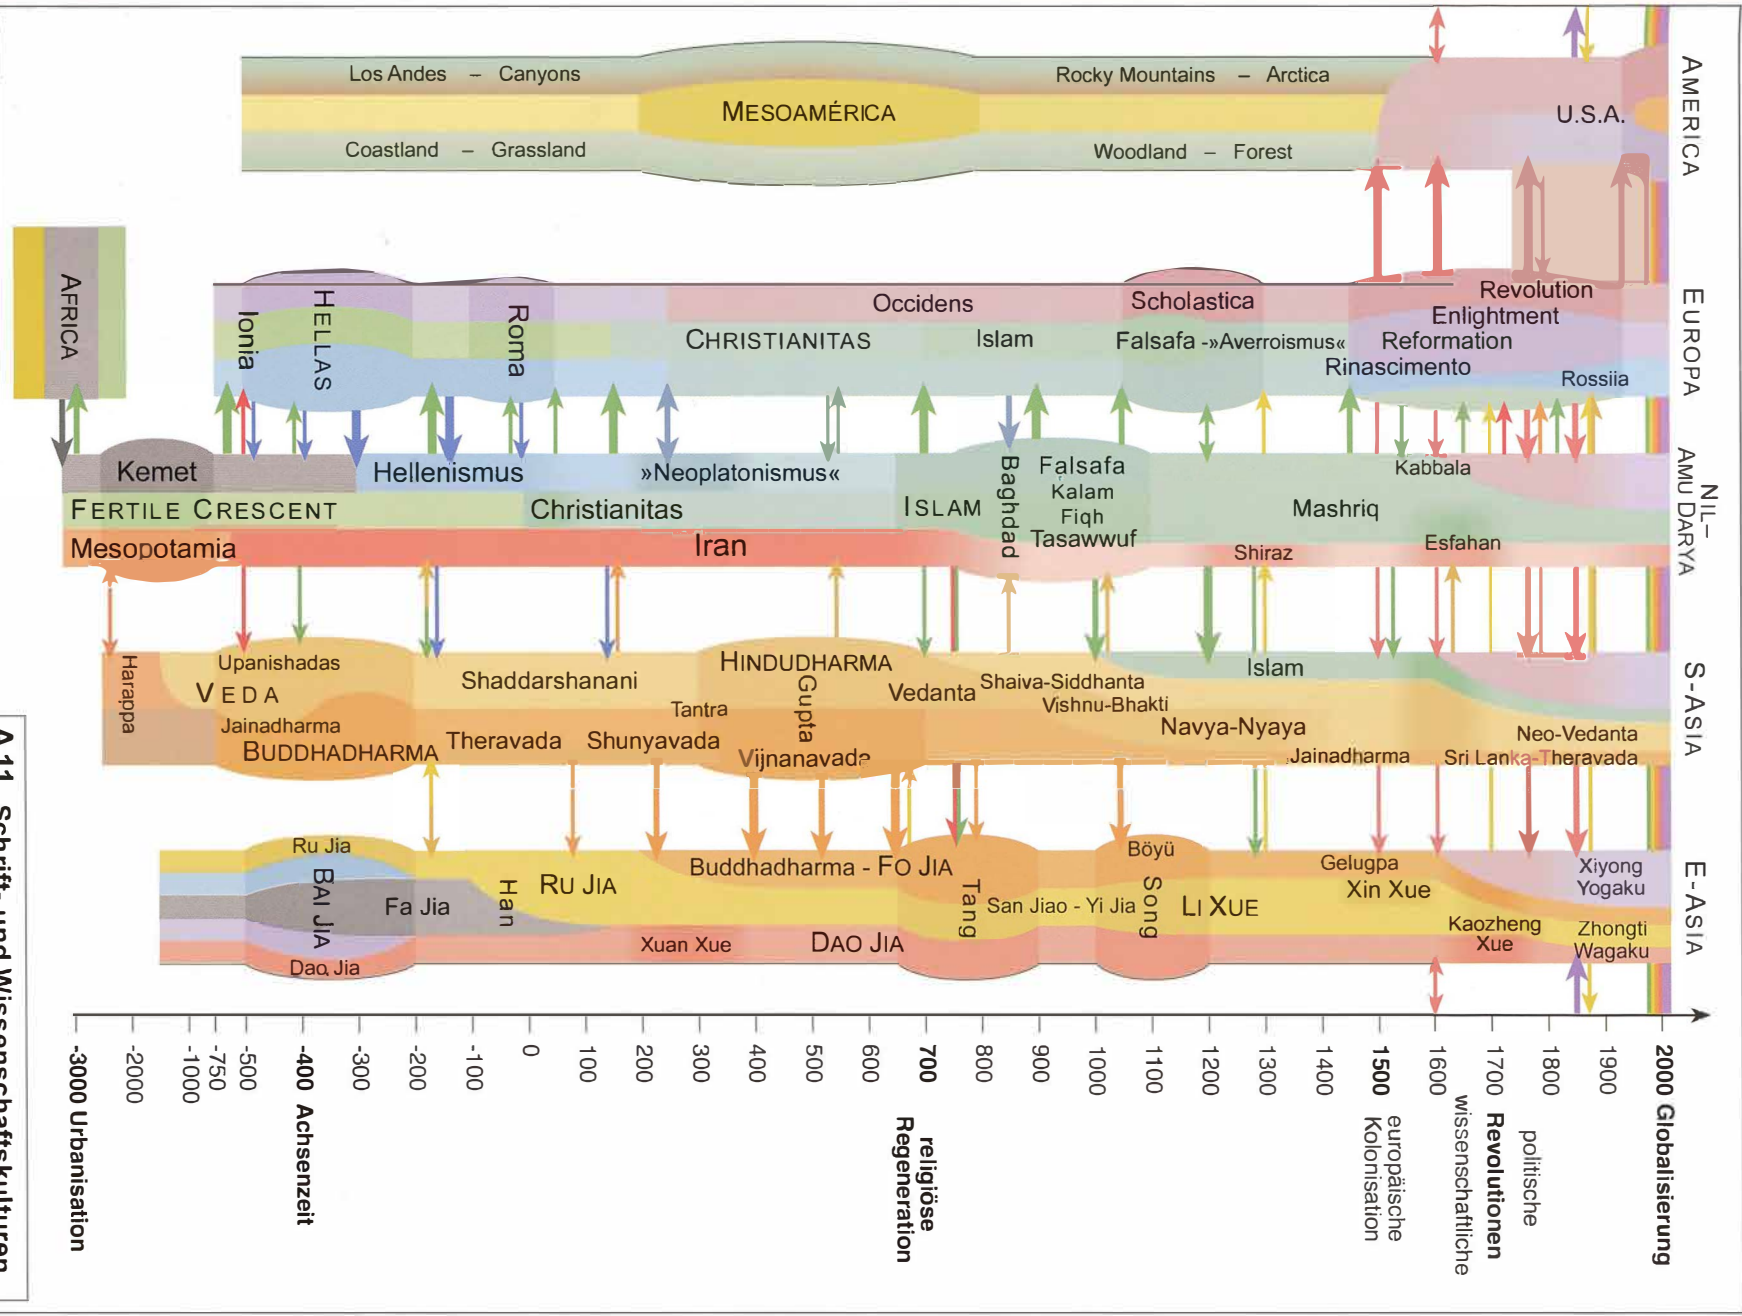 Los Andes – Canyons
Rocky Mountains – Arctica
MESOAMÉRICA
U.S.A.
Coastland – Grassland
Woodland – Forest
AMERICA
AFRICA
Ionia
HELLAS
Roma
Occidens
CHRISTIANITAS
Islam
Scholastica
Falsafa -»Averroismus«
Revolution
Enlightment
Reformation
Rinascimento
Rossiia
EUROPA
Kemet
Hellenismus
»Neoplatonismus«
FERTILE CRESCENT
Christianitas
ISLAM
Baghdad
Falsafa
Kalam
Fiqh
Tasawwuf
Mashriq
Kabbala
Mesopotamia
Iran
Shiraz
Esfahan
NIL–
AMU DARYA
Harappa
Upanishadas
VEDA
Jainadharma
BUDDHADHARMA
Shaddarshanani
Theravada
Shunyavada
Tantra
HINDUDHARMA
Gupta
Vijnanavada
Vedanta
Shaiva-Siddhanta
Vishnu-Bhakti
Islam
Navya-Nyaya
Jainadharma
Neo-Vedanta
Sri Lanka-Theravada
S-ASIA
Ru Jia
BAI JIA
Dao Jia
Fa Jia
Han
RU JIA
Buddhadharma - FO JIA
Xuan Xue
DAO JIA
Tang
San Jiao - Yi Jia
Böyü
Song
LI XUE
Gelugpa
Xin Xue
Kaozheng
Xue
Xiyong
Yogaku
Zhongti
Wagaku
E-ASIA
-3000 Urbanisation
-2000
-1000
-750
-500
-400 Achsenzeit
-300
-200
-100
0
100
200
300
400
500
600
700
religiöse
Regeneration
800
900
1000
1100
1200
1300
1400
1500
europäische
Kolonisation
1600
wissenschaftliche
1700 Revolutionen
politische
1800
1900
2000 Globalisierung
A 11 Schrift- und Wissenschaftskulturen